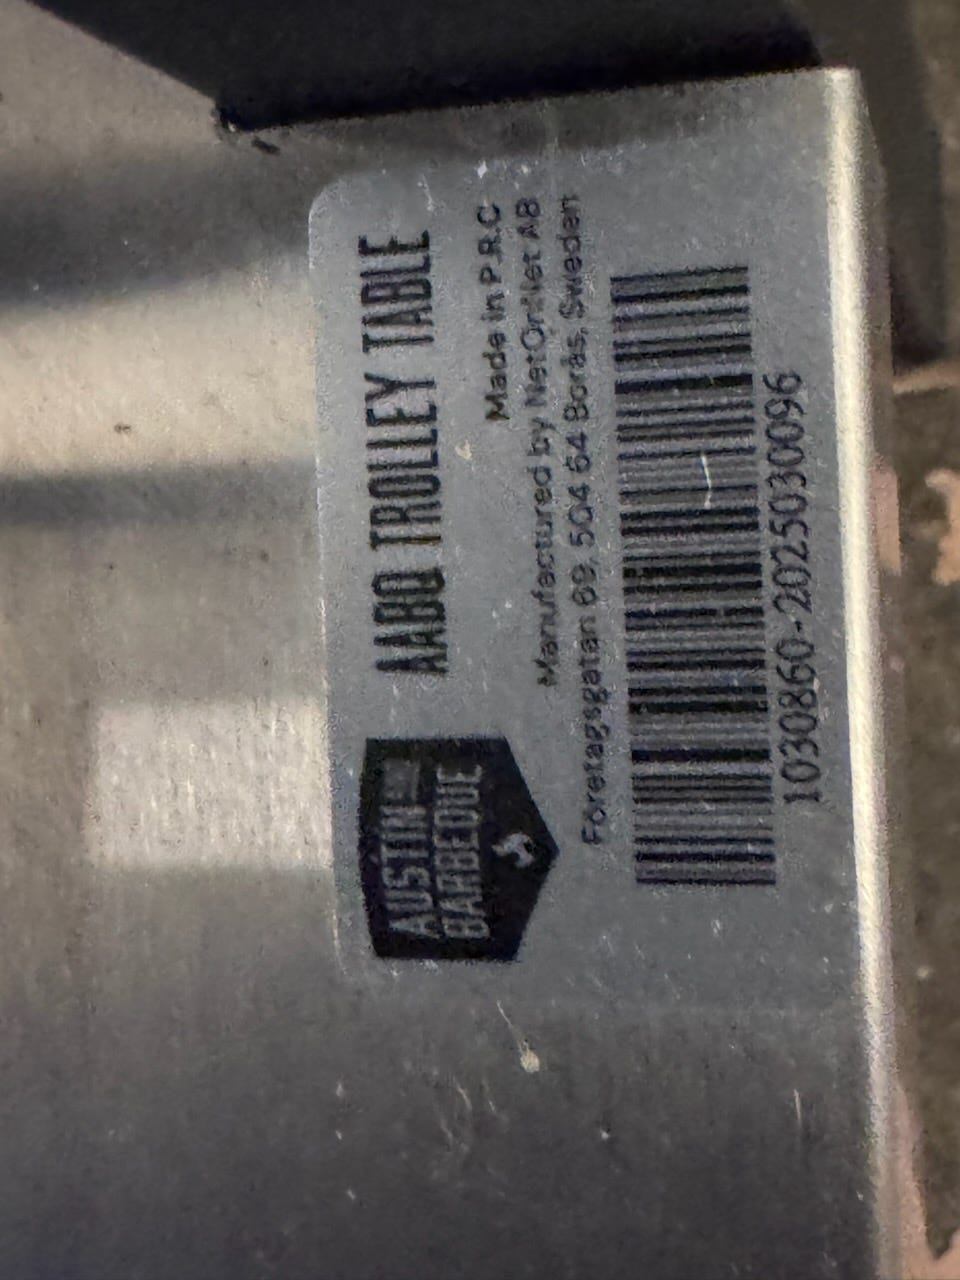 AUSTIN
BARBEQUE
AABQ TROLLEY TABLE
Made in P.R.C
Manufactured by NetOnNet AB
Företagsgatan 69, 504 64 Borås, Sweden
1030860-2025030096